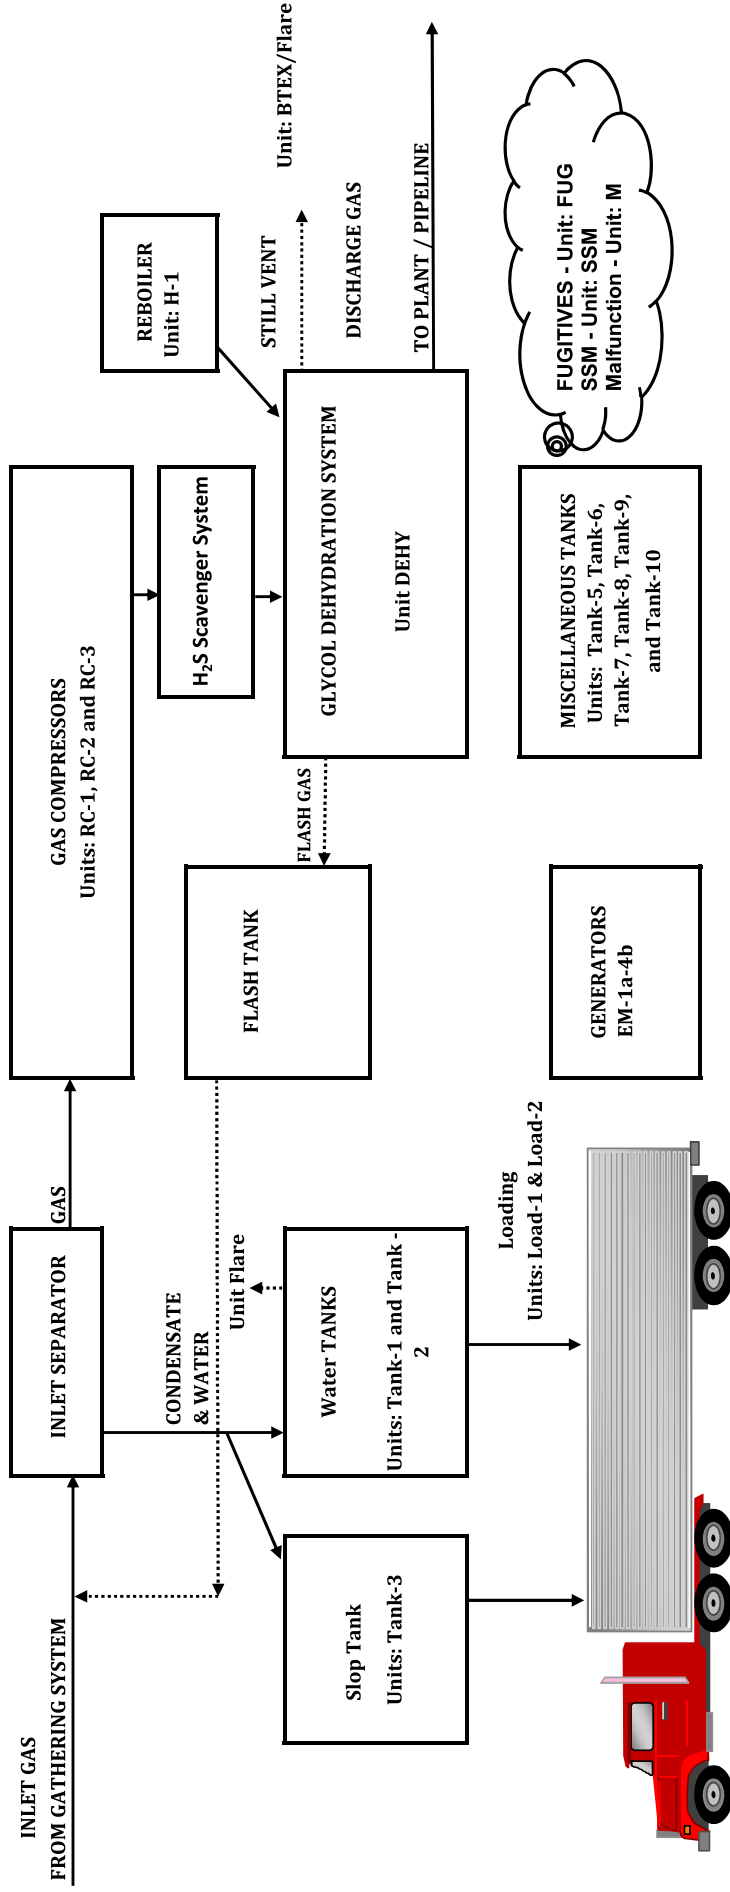 INLET GAS
FROM GATHERING SYSTEM
INLET SEPARATOR
GAS
GAS COMPRESSORS
Units: RC-1, RC-2 and RC-3
CONDENSATE
& WATER
H₂S Scavenger System
REBOILER
Unit: H-1
Unit Flare
FLASH TANK
FLASH GAS
GLYCOL DEHYDRATION SYSTEM
Unit DEHY
STILL VENT
Unit: BTEX/Flare
DISCHARGE GAS
TO PLANT / PIPELINE
Slop Tank
Units: Tank-3
Water TANKS
Units: Tank-1 and Tank -
2
Loading
Units: Load-1 & Load-2
GENERATORS
EM-1a-4b
MISCELLANEOUS TANKS
Units: Tank-5, Tank-6,
Tank-7, Tank-8, Tank-9,
and Tank-10
FUGITIVES - Unit: FUG
SSM - Unit: SSM
Malfunction - Unit: M